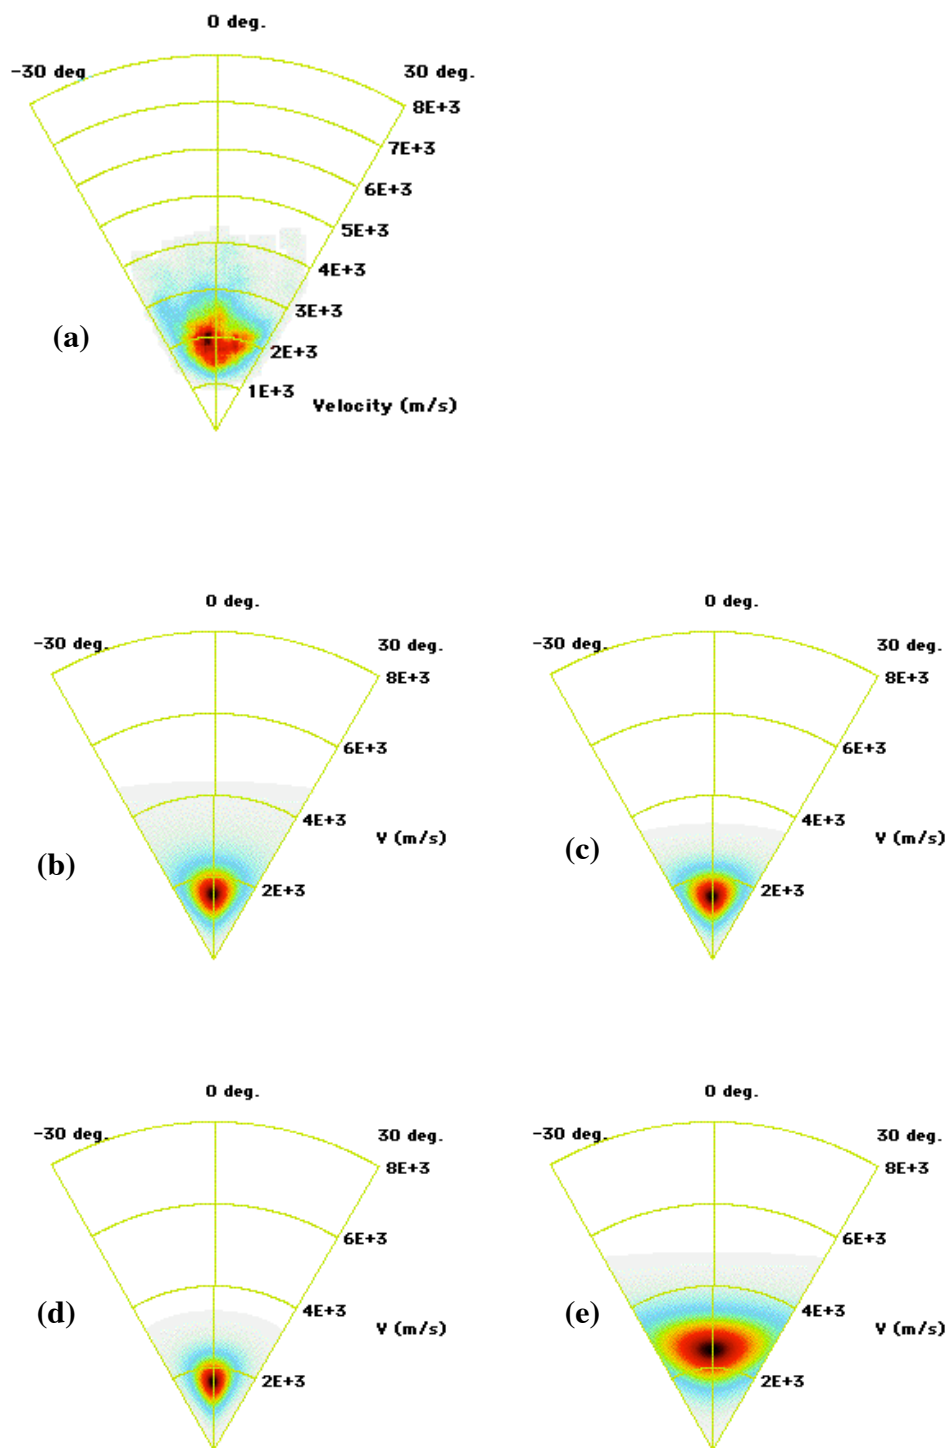 0 deg.
-30 deg
30 deg.
8E+3
7E+3
6E+3
5E+3
4E+3
3E+3
(a)
2E+3
1E+3
Velocity (m/s)
0 deg.
-30 deg.
30 deg.
8E+3
6E+3
4E+3
V (m/s)
(b)
2E+3
0 deg.
-30 deg.
30 deg.
8E+3
6E+3
4E+3
V (m/s)
(c)
2E+3
0 deg.
-30 deg.
30 deg.
8E+3
6E+3
4E+3
(d)
V (m/s)
2E+3
0 deg.
-30 deg.
30 deg.
8E+3
6E+3
4E+3
(e)
V (m/s)
2E+3